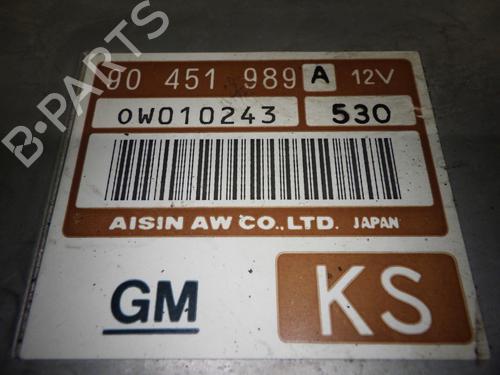 90 451 989 A 12V
0W010243 530
AISIN AW CO.,LTD. JAPAN
GM KS
B-PARTS